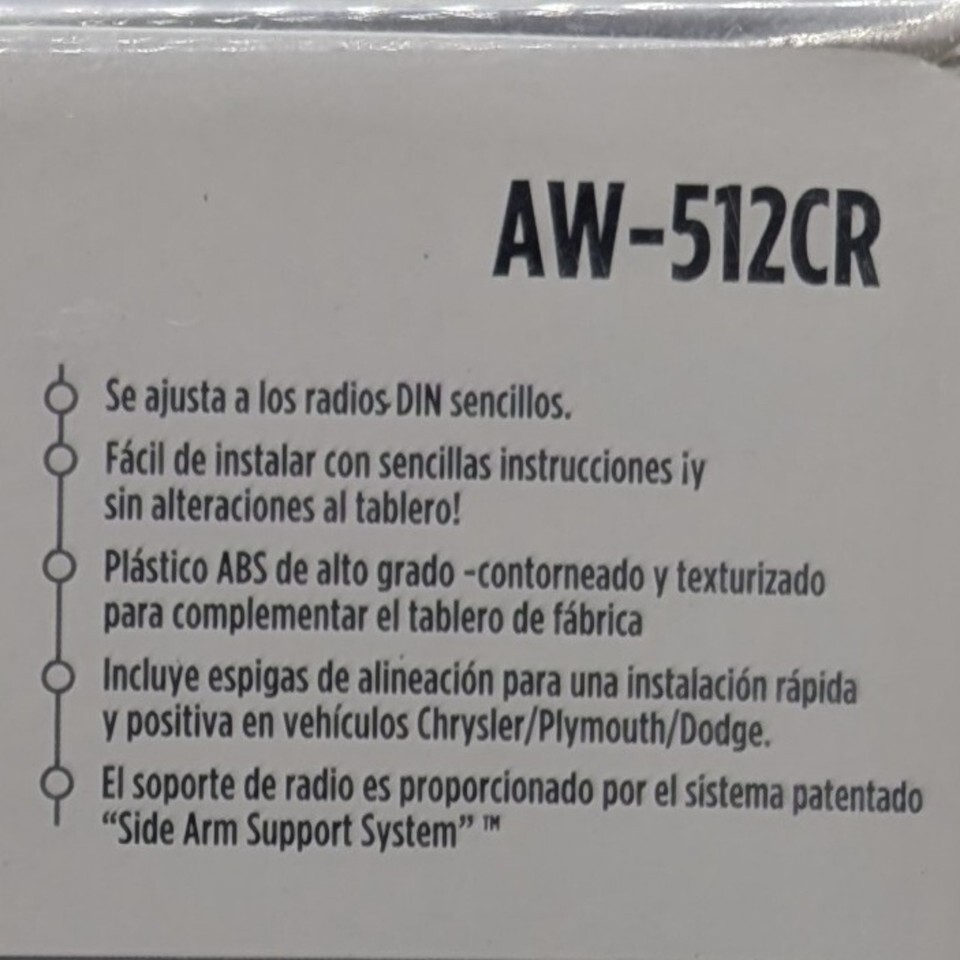 AW-512CR
Se ajusta a los radios DIN sencillos.
Fácil de instalar con sencillas instrucciones ¡y
sin alteraciones al tablero!
Plástico ABS de alto grado -contorneado y texturizado
para complementar el tablero de fábrica
Incluye espigas de alineación para una instalación rápida
y positiva en vehículos Chrysler/Plymouth/Dodge.
El soporte de radio es proporcionado por el sistema patentado
“Side Arm Support System” ™